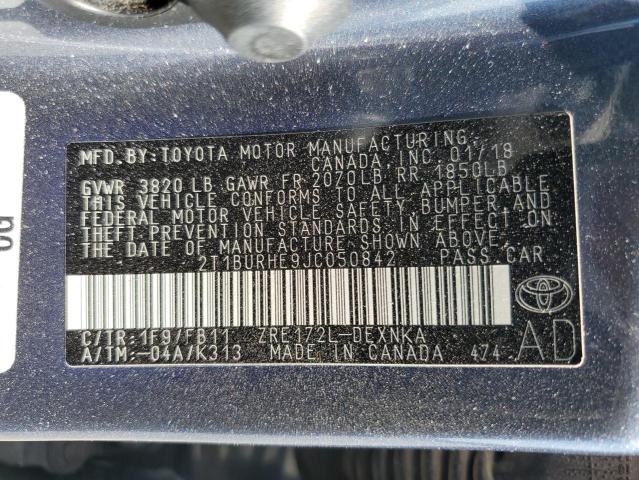 MFD. BY: TOYOTA MOTOR MANUFACTURING,
CANADA, INC. 01/18
GVWR 3820 LB GAWR FR 2020LB, RR 1850LB
THIS VEHICLE CONFORMS TO ALL APPLICABLE
FEDERAL MOTOR VEHICLE SAFETY, BUMPER AND
THEFT PREVENTION STANDARDS IN EFFECT ON
THE DATE OF MANUFACTURE SHOWN ABOVE.
2T1BURHE9JC050842 PASS. CAR
C/TR: 1F9/FB11 ZRE172L-DEXNKA
A/TM: -04A/K313 MADE IN CANADA 474
AD